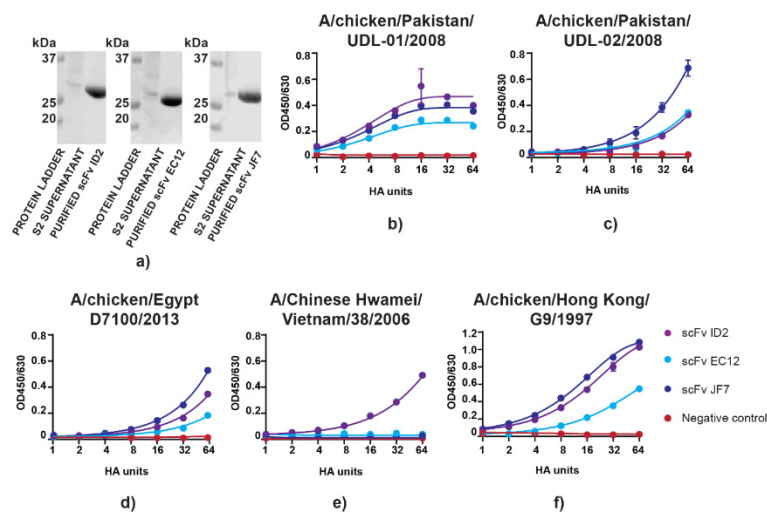 kDa
37
25
20
PROTEIN LADDER
S2 SUPERNATANT
PURIFIED scFv ID2
kDa
37
25
20
PROTEIN LADDER
S2 SUPERNATANT
PURIFIED scFv EC12
kDa
37
25
20
PROTEIN LADDER
S2 SUPERNATANT
PURIFIED scFv JF7
a)
A/chicken/Pakistan/
UDL-01/2008
OD450/630
0.8
0.6
0.4
0.2
0
1 2 4 8 16 32 64
HA units
b)
A/chicken/Pakistan/
UDL-02/2008
OD450/630
0.8
0.6
0.4
0.2
0
1 2 4 8 16 32 64
HA units
c)
A/chicken/Egypt
D7100/2013
OD450/630
0.8
0.6
0.4
0.2
0
1 2 4 8 16 32 64
HA units
d)
A/Chinese Hwamei/
Vietnam/38/2006
OD450/630
0.8
0.6
0.4
0.2
0
1 2 4 8 16 32 64
HA units
e)
A/chicken/Hong Kong/
G9/1997
OD450/630
1.2
0.8
0.4
0
1 2 4 8 16 32 64
HA units
f)
scFv ID2
scFv EC12
scFv JF7
Negative control